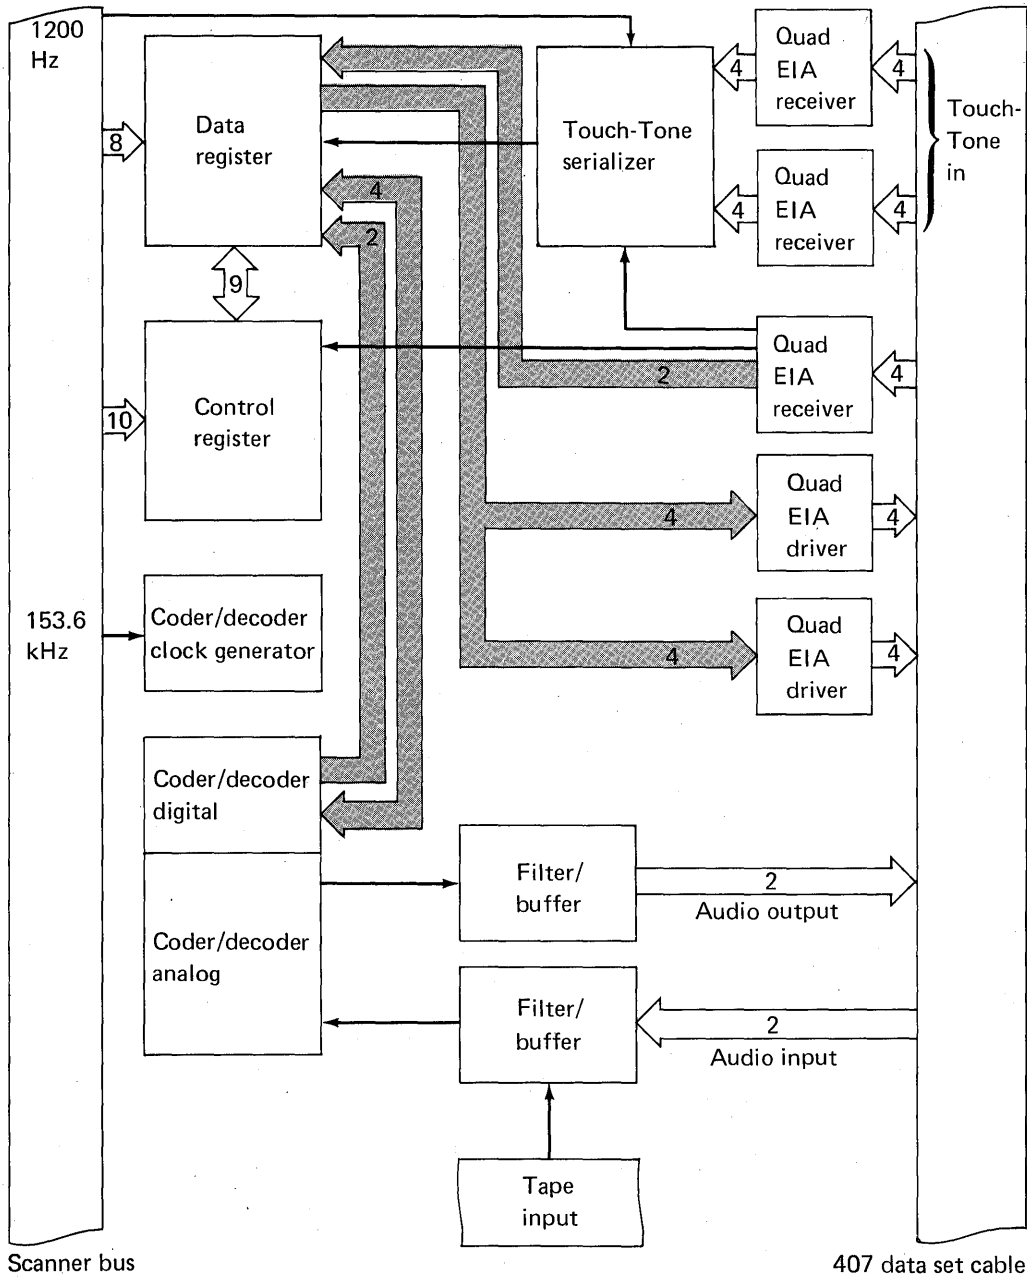 1200
Hz
Data
register
8
4
2
9
Control
register
10
153.6
kHz
Coder/decoder
clock generator
Coder/decoder
digital
Coder/decoder
analog
Touch-Tone
serializer
4
4
Quad
EIA
receiver
4
Quad
EIA
receiver
4
Touch-
Tone
in
Quad
EIA
receiver
4
2
Quad
EIA
driver
4
4
Quad
EIA
driver
4
4
Filter/
buffer
2
Audio output
Filter/
buffer
2
Audio input
Tape
input
Scanner bus
407 data set cable